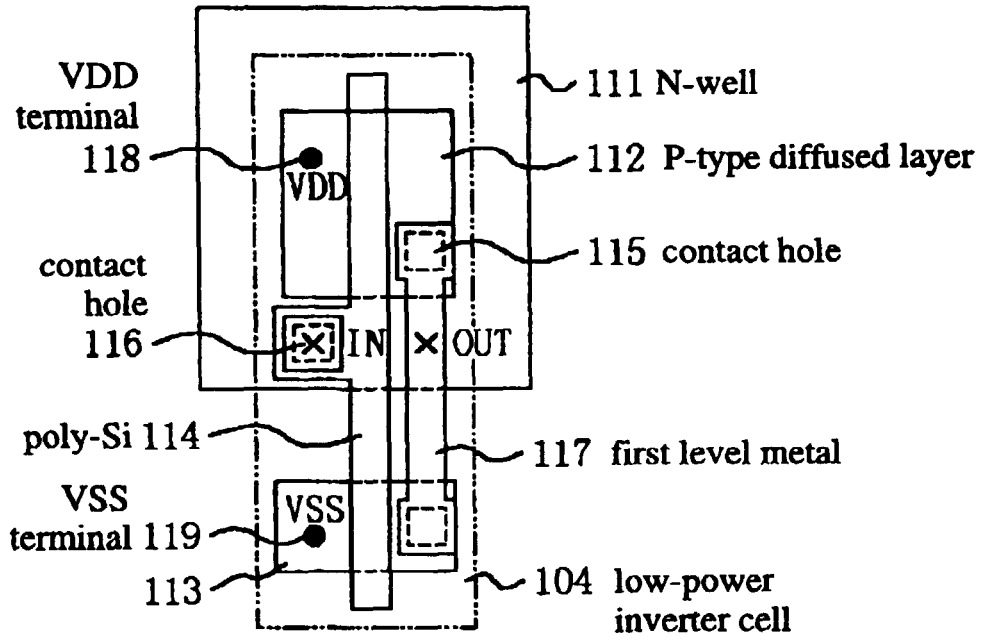 VDD
terminal
118
VDD
111 N-well
112 P-type diffused layer
115 contact hole
contact
hole
116
IN
OUT
poly-Si 114
117 first level metal
VSS
terminal 119
VSS
113
104 low-power
inverter cell